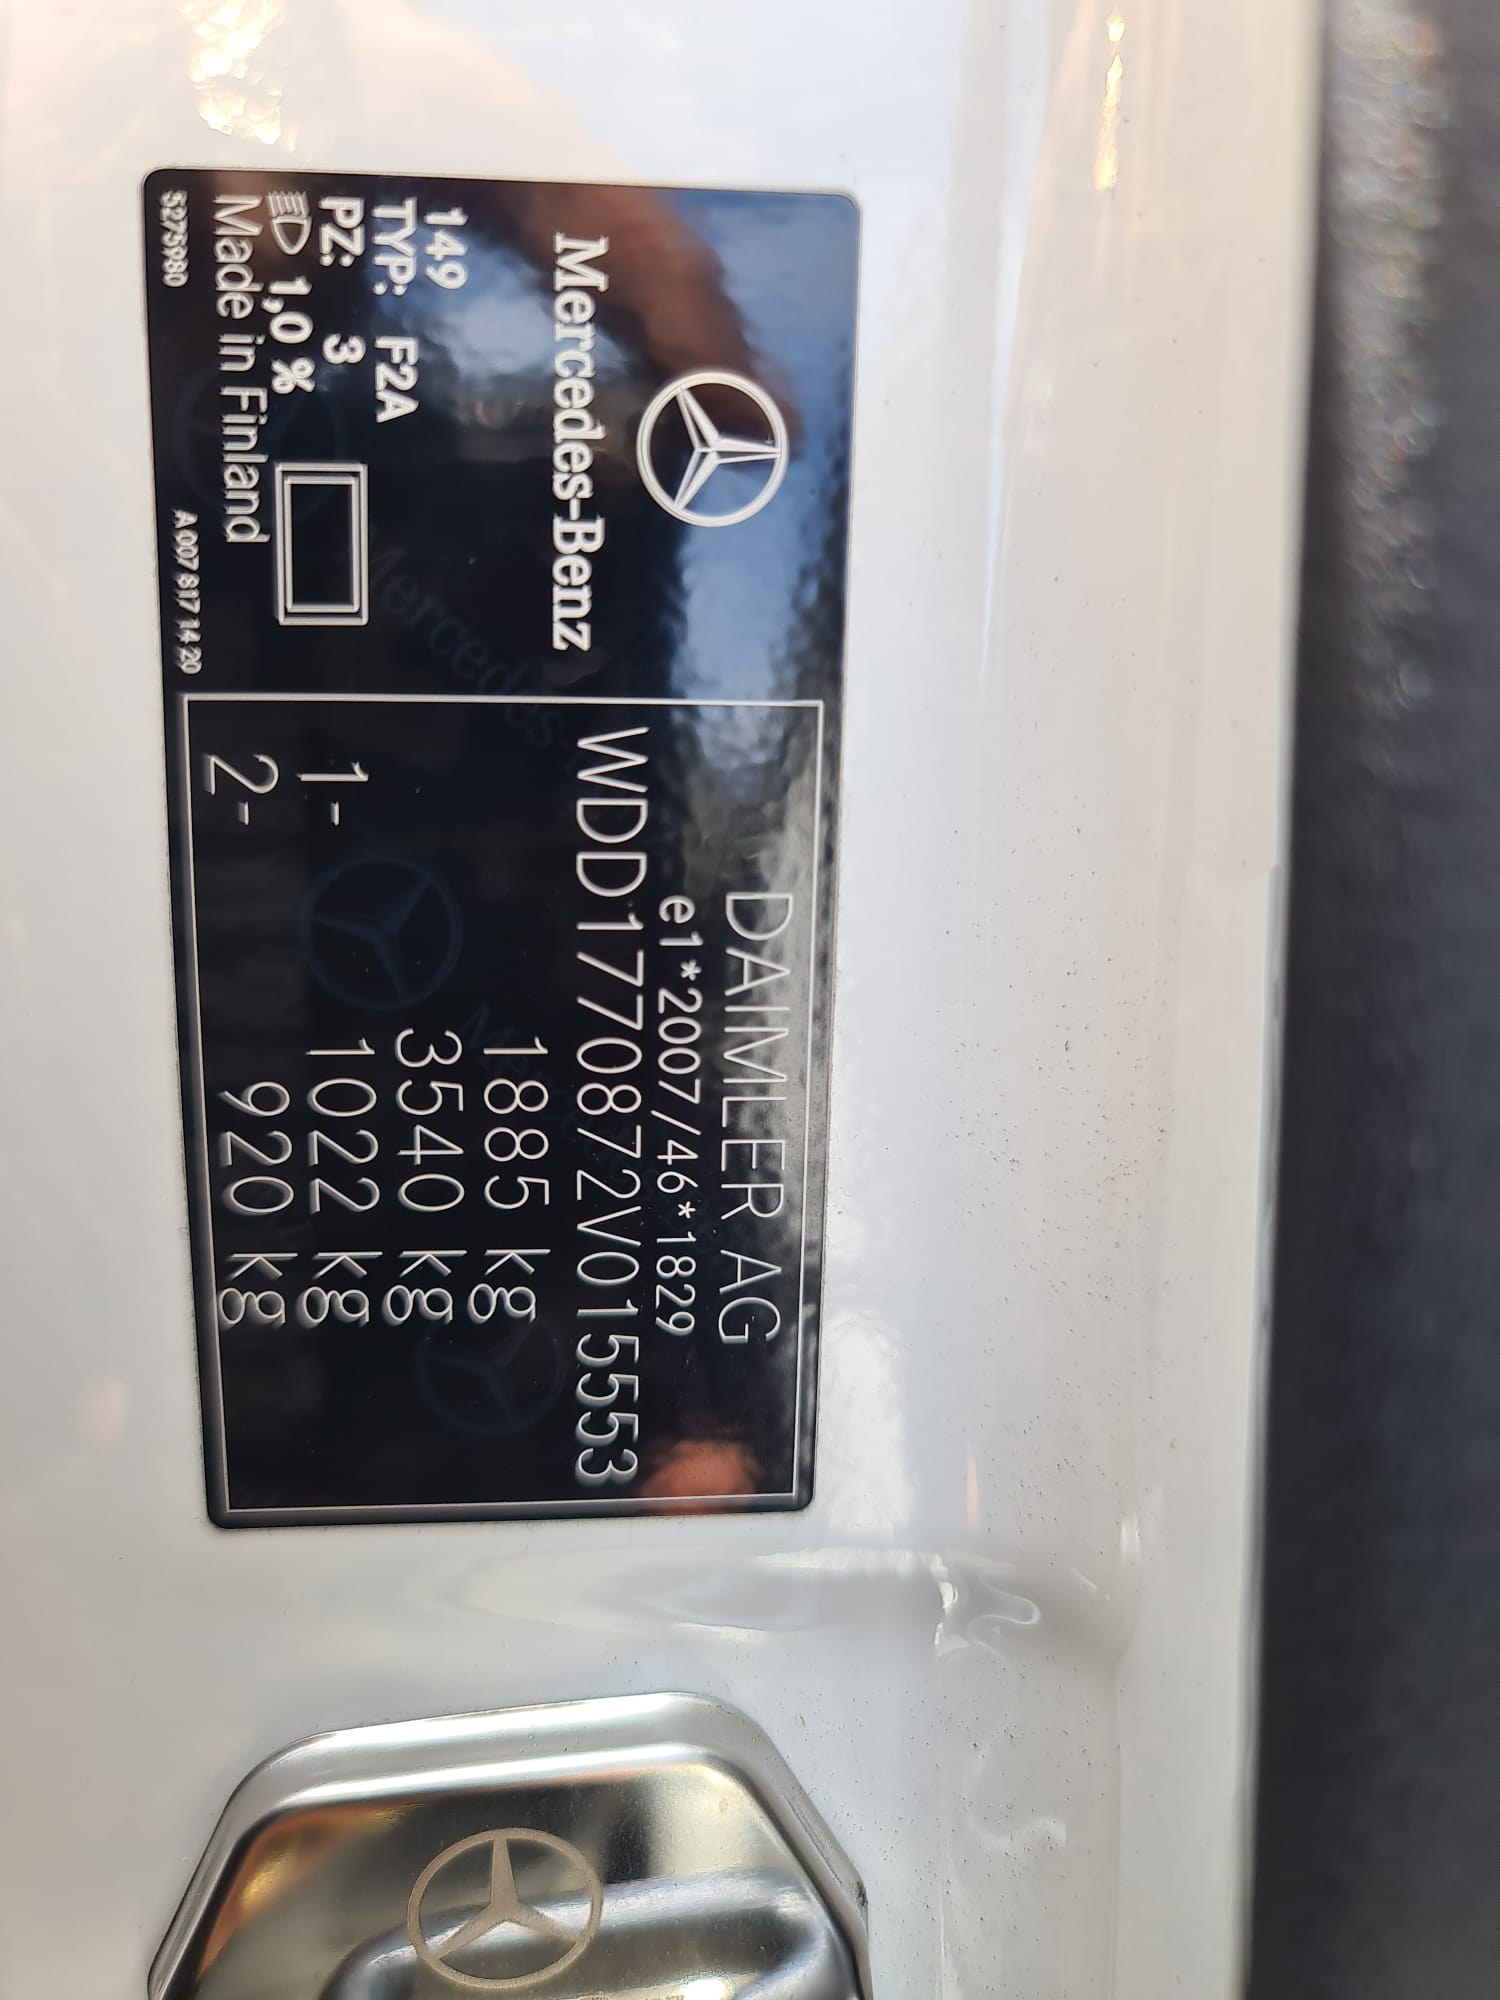 Mercedes-Benz
149
TYP: F2A
PZ: 3
1,0 %
Made in Finland
5275980
A 007 817 14 20
DAIMLER AG
e1*2007/46*1829
WDD1770872V015553
1885 kg
3540 kg
1- 1022 kg
2- 920 kg